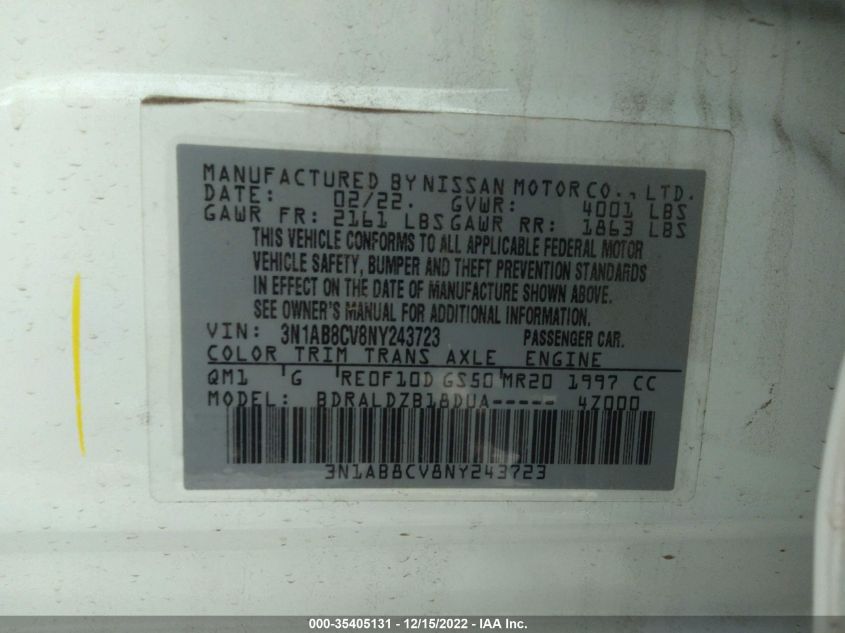 MANUFACTURED BY NISSAN MOTOR CO., LTD.
DATE: 02/22. GVWR: 4001 LBS
GAWR FR: 2161 LBS GAWR RR: 1863 LBS
THIS VEHICLE CONFORMS TO ALL APPLICABLE FEDERAL MOTOR
VEHICLE SAFETY, BUMPER AND THEFT PREVENTION STANDARDS
IN EFFECT ON THE DATE OF MANUFACTURE SHOWN ABOVE.
SEE OWNER'S MANUAL FOR ADDITIONAL INFORMATION.
VIN: 3N1AB8CV8NY243723 PASSENGER CAR.
COLOR TRIM TRANS AXLE ENGINE
QM1 G RE0F10D GS50 MR20 1997 CC
MODEL: BDRALDZB18DUA----- 4Z000
3N1AB8CV8NY243723
000-35405131 - 12/15/2022 - IAA Inc.